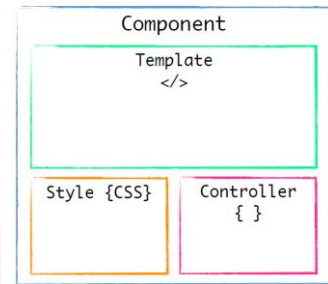 Component
Template
</>
Style {CSS}
Controller
{ }